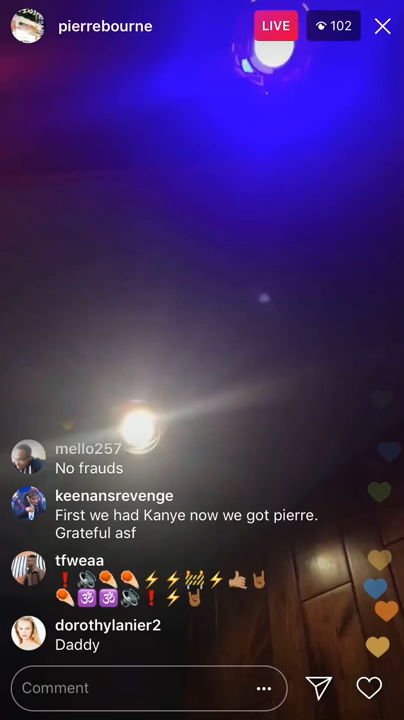 pierrebourne
LIVE
102
mello257
No frauds
keenansrevenge
First we had Kanye now we got pierre.
Grateful asf
tfweaa
❗🔊☄️☄️⚡⚡🚧⚡🤙🏽🤘🏽
☄️🕉🕉🔊❗⚡🤘🏽
dorothylanier2
Daddy
Comment